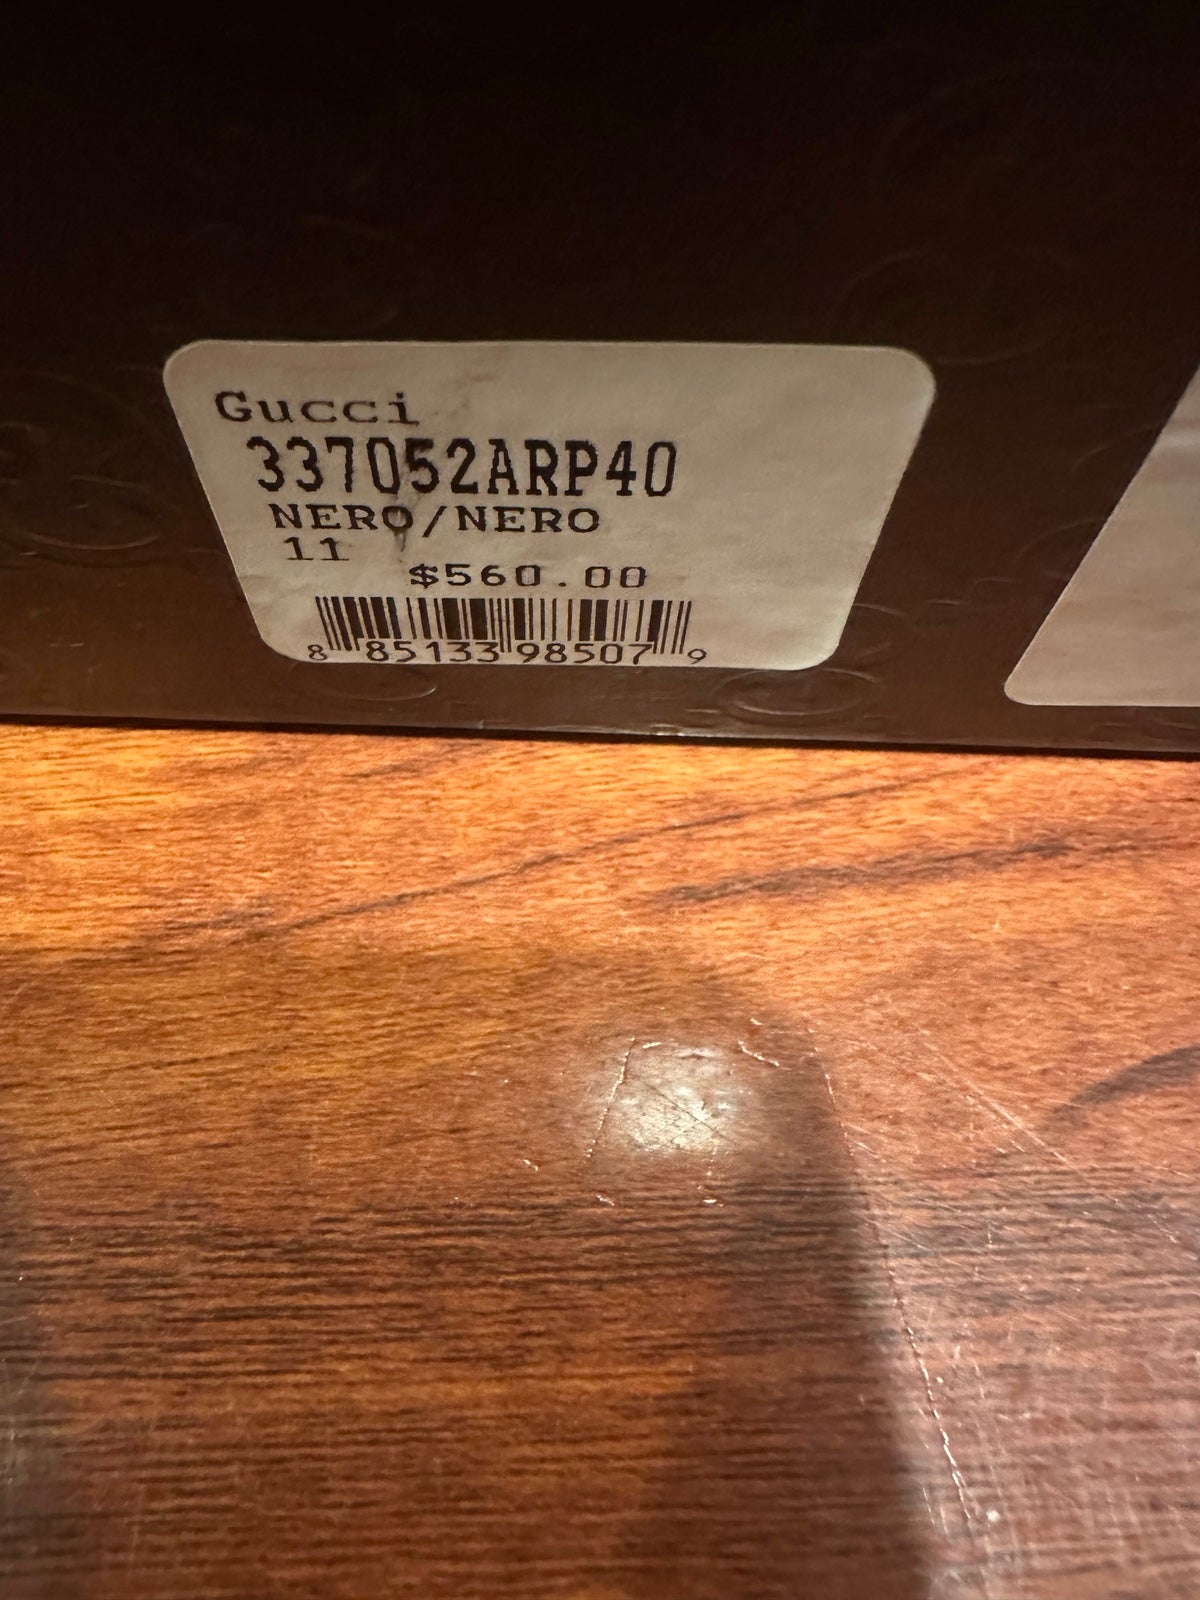 Gucci
337052ARP40
NERO/NERO
11
$560.00
8 85133 98507 9